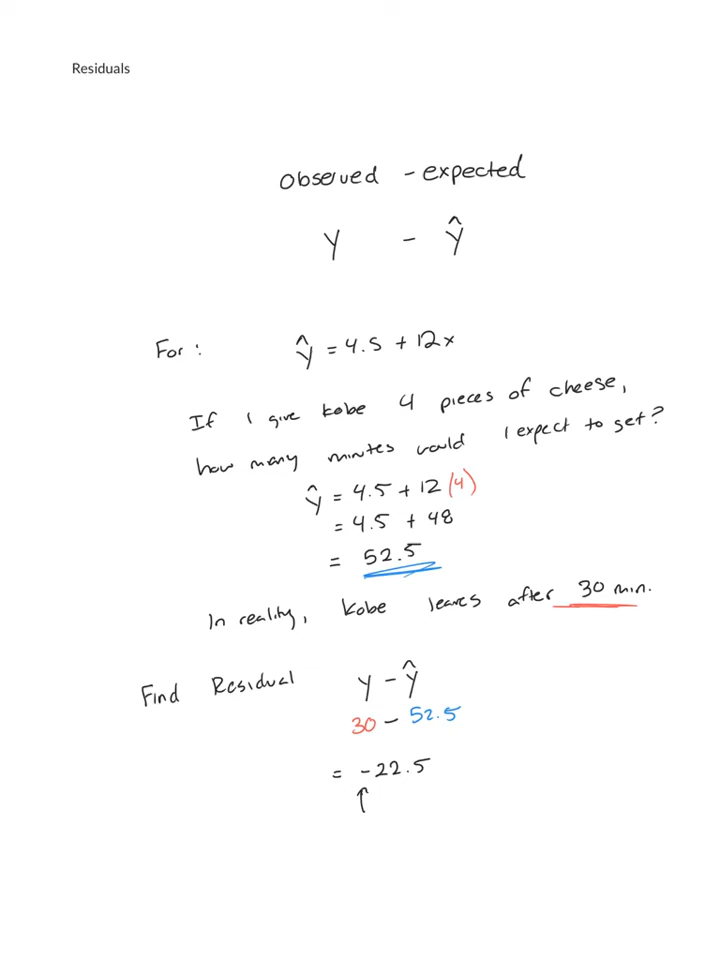 Residuals
observed - expected
y - ŷ
For: ŷ = 4.5 + 12x
If I give kobe 4 pieces of cheese,
how many minutes would I expect to get?
ŷ = 4.5 + 12(4)
= 4.5 + 48
= 52.5
In reality, kobe leaves after 30 min.
Find Residual y - ŷ
30 - 52.5
= -22.5
↑